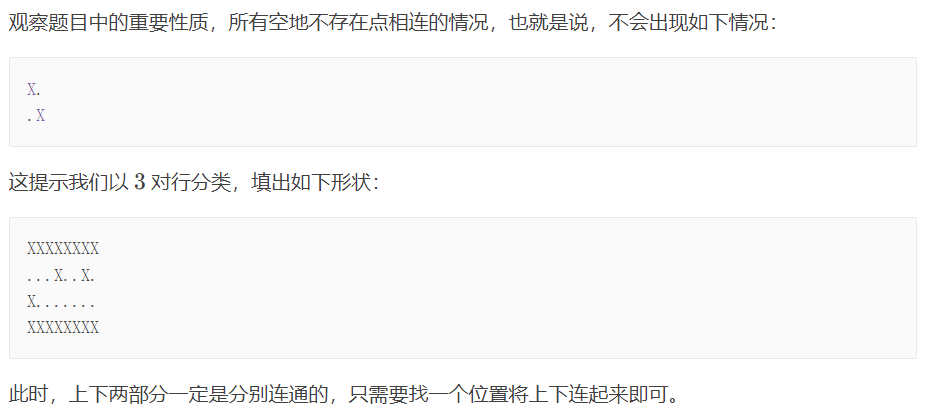 观察题目中的重要性质，所有空地不存在点相连的情况，也就是说，不会出现如下情况：
X.
.X
这提示我们以 3 对行分类，填出如下形状：
XXXXXXXX
...X..X.
X.......
XXXXXXXX
此时，上下两部分一定是分别连通的，只需要找一个位置将上下连起来即可。